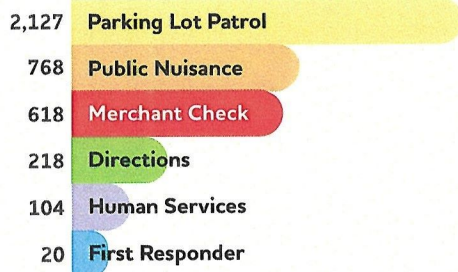 2,127 Parking Lot Patrol
768 Public Nuisance
618 Merchant Check
218 Directions
104 Human Services
20 First Responder